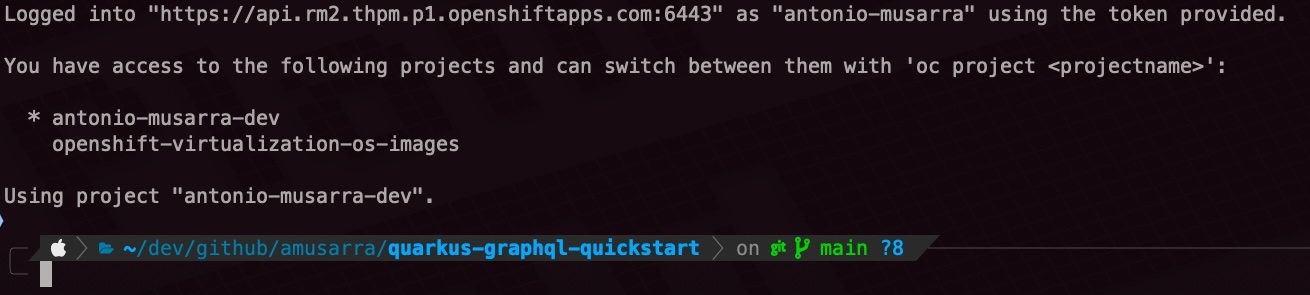 Logged into "https://api.rm2.thpm.p1.openshiftapps.com:6443" as "antonio-musarra" using the token provided.
You have access to the following projects and can switch between them with 'oc project <projectname>':
* antonio-musarra-dev
openshift-virtualization-os-images
Using project "antonio-musarra-dev".
~/dev/github/amusarra/quarkus-graphql-quickstart on git main ?8